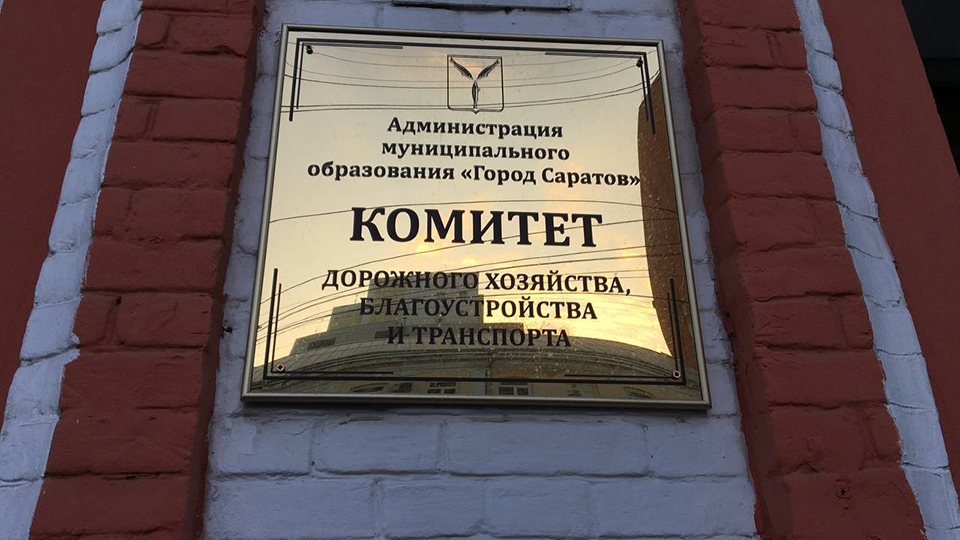 Администрация
муниципального
образования «Город Саратов»
КОМИТЕТ
ДОРОЖНОГО ХОЗЯЙСТВА,
БЛАГОУСТРОЙСТВА
И ТРАНСПОРТА